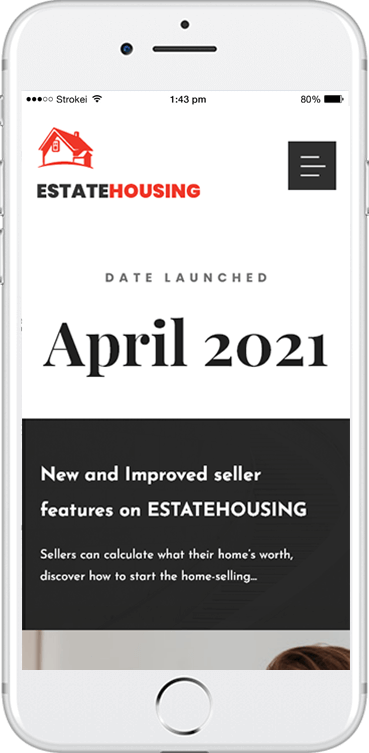 Strokei 1:43 pm 80%
ESTATEHOUSING
DATE LAUNCHED
April 2021
New and Improved seller
features on ESTATEHOUSING
Sellers can calculate what their home's worth,
discover how to start the home-selling...